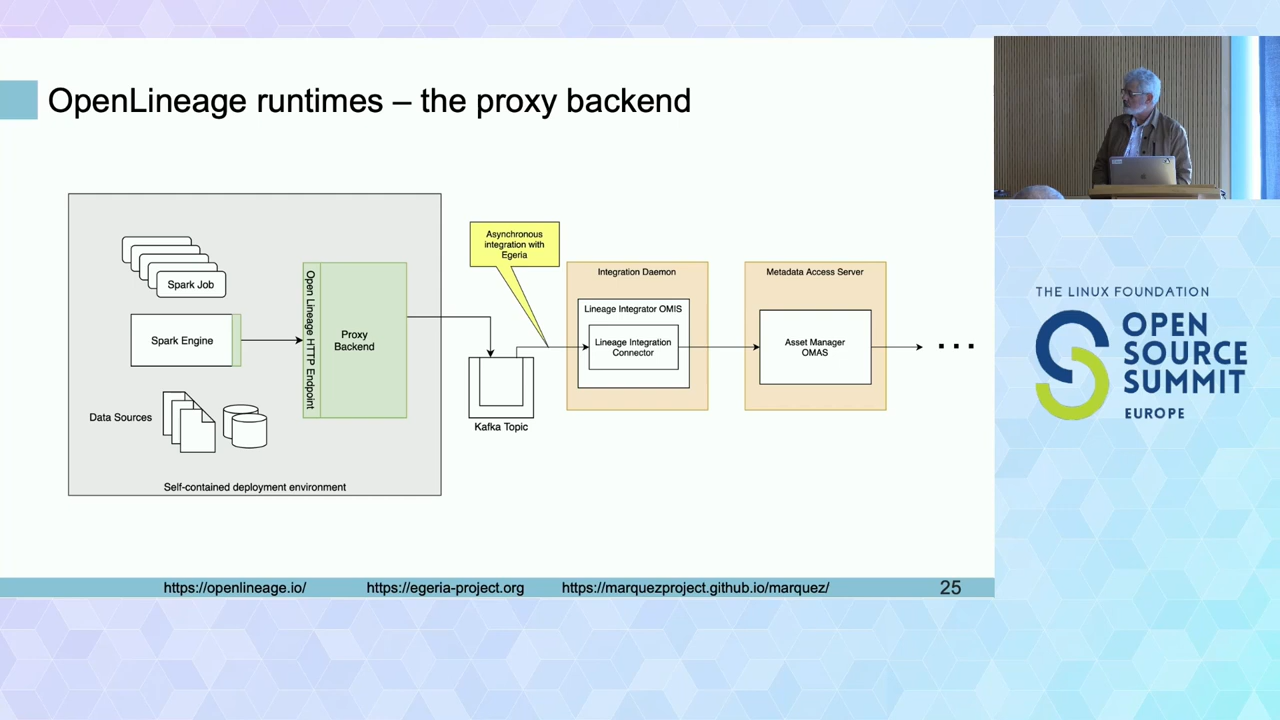 OpenLineage runtimes – the proxy backend
Spark Job
Spark Engine
Data Sources
Open Lineage HTTP Endpoint
Proxy
Backend
Self-contained deployment environment
Asynchronous
integration with
Egeria
Kafka Topic
Integration Daemon
Lineage Integrator OMIS
Lineage Integration
Connector
Metadata Access Server
Asset Manager
OMAS
...
https://openlineage.io/
https://egeria-project.org
https://marquezproject.github.io/marquez/
25
THE LINUX FOUNDATION
OPEN
SOURCE
SUMMIT
EUROPE